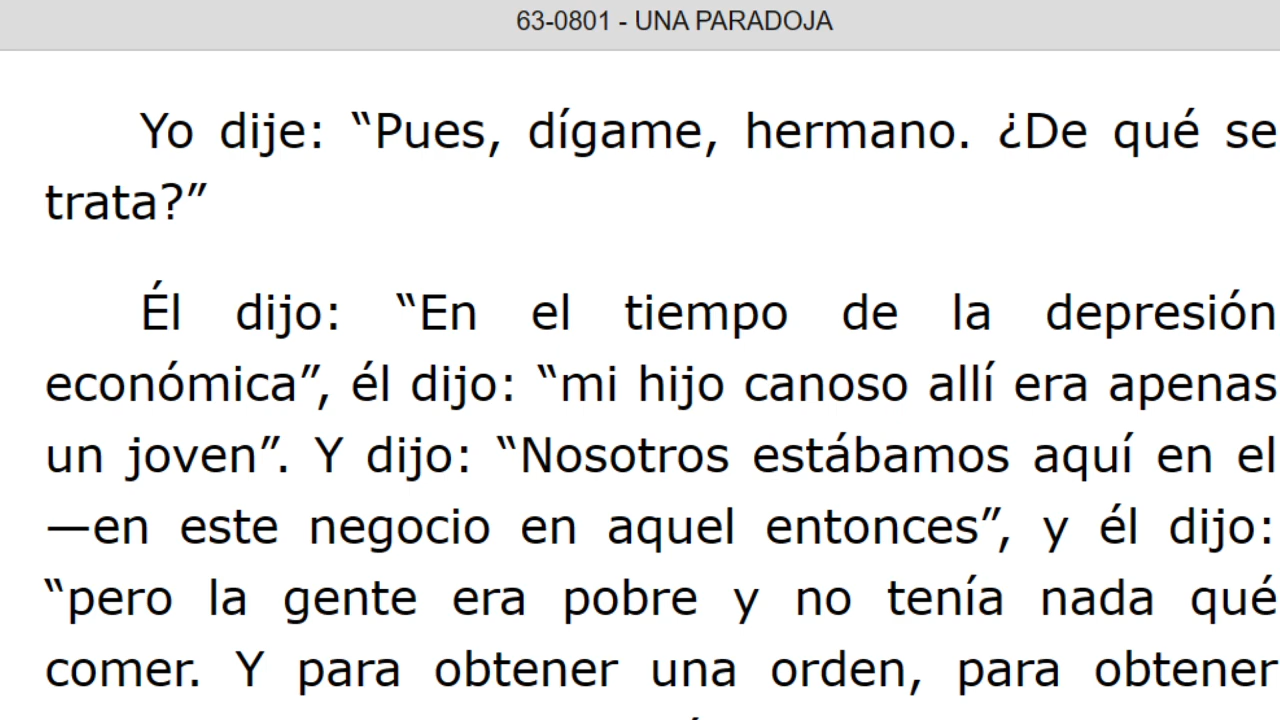 63-0801 - UNA PARADOJA
Yo dije: “Pues, dígame, hermano. ¿De qué se
trata?”
Él dijo: “En el tiempo de la depresión
económica”, él dijo: “mi hijo canoso allí era apenas
un joven”. Y dijo: “Nosotros estábamos aquí en el
—en este negocio en aquel entonces”, y él dijo:
“pero la gente era pobre y no tenía nada qué
comer. Y para obtener una orden, para obtener